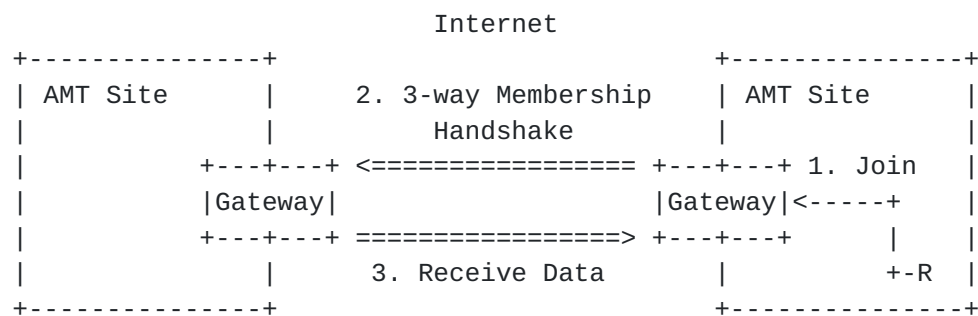 Internet
+---------------+ +---------------+
| AMT Site | 2. 3-way Membership | AMT Site |
| | Handshake | |
| +---+---+ <================= +---+---+ 1. Join |
| |Gateway| |Gateway|<-----+ |
| +---+---+ =================> +---+---+ | |
| | 3. Receive Data | +-R |
+---------------+ +---------------+